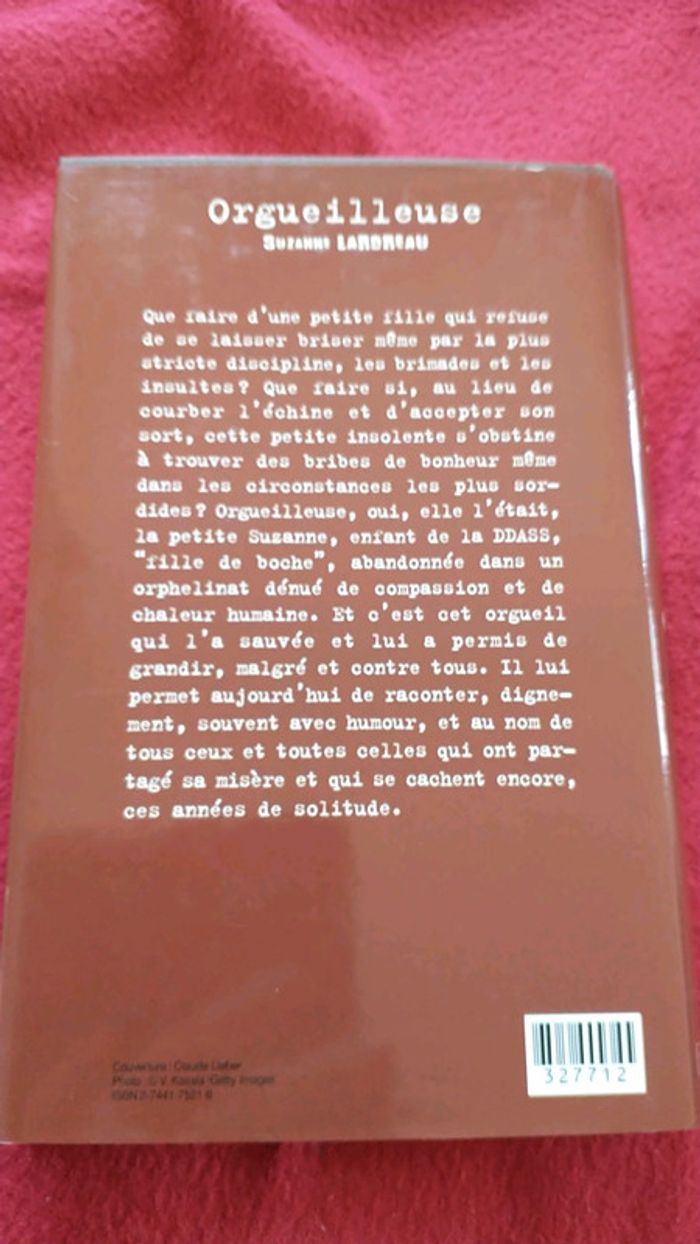 Orgueilleuse
SUZANNE LARDREAU
Que faire d'une petite fille qui refuse
de se laisser briser même par la plus
stricte discipline, les brimades et les
insultes? Que faire si, au lieu de
courber l'échine et d'accepter son
sort, cette petite insolente s'obstine
à trouver des bribes de bonheur même
dans les circonstances les plus sor-
dides? Orgueilleuse, oui, elle l'était,
la petite Suzanne, enfant de la DDASS,
"fille de boche", abandonnée dans un
orphelinat dénué de compassion et de
chaleur humaine. Et c'est cet orgueil
qui l'a sauvée et lui a permis de
grandir, malgré et contre tous. Il lui
permet aujourd'hui de raconter, digne-
ment, souvent avec humour, et au nom de
tous ceux et toutes celles qui ont par-
tagé sa misère et qui se cachent encore,
ces années de solitude.
Couverture : Claude
Photo : © V. /Getty Images
ISBN 2-7441-7521
327712